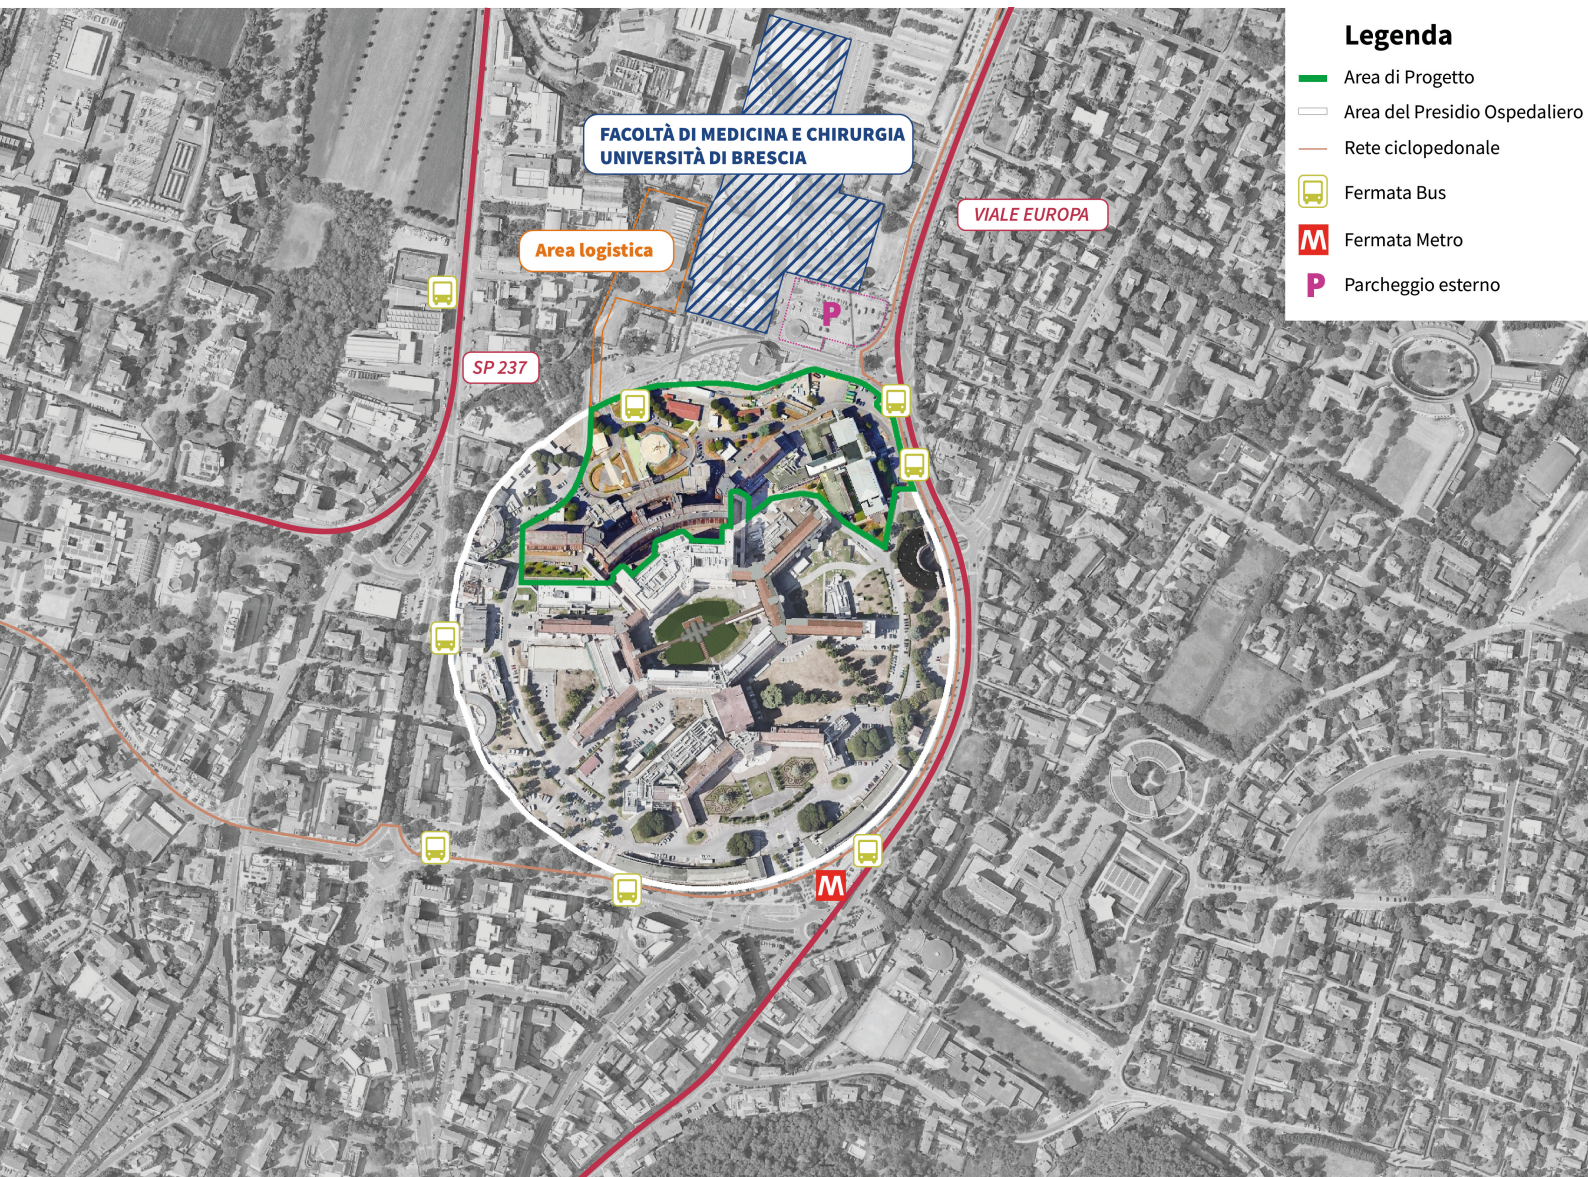 Legenda
Area di Progetto
Area del Presidio Ospedaliero
Rete ciclopedonale
Fermata Bus
M Fermata Metro
P Parcheggio esterno
FACOLTÀ DI MEDICINA E CHIRURGIA
UNIVERSITÀ DI BRESCIA
VIALE EUROPA
Area logistica
P
SP 237
M